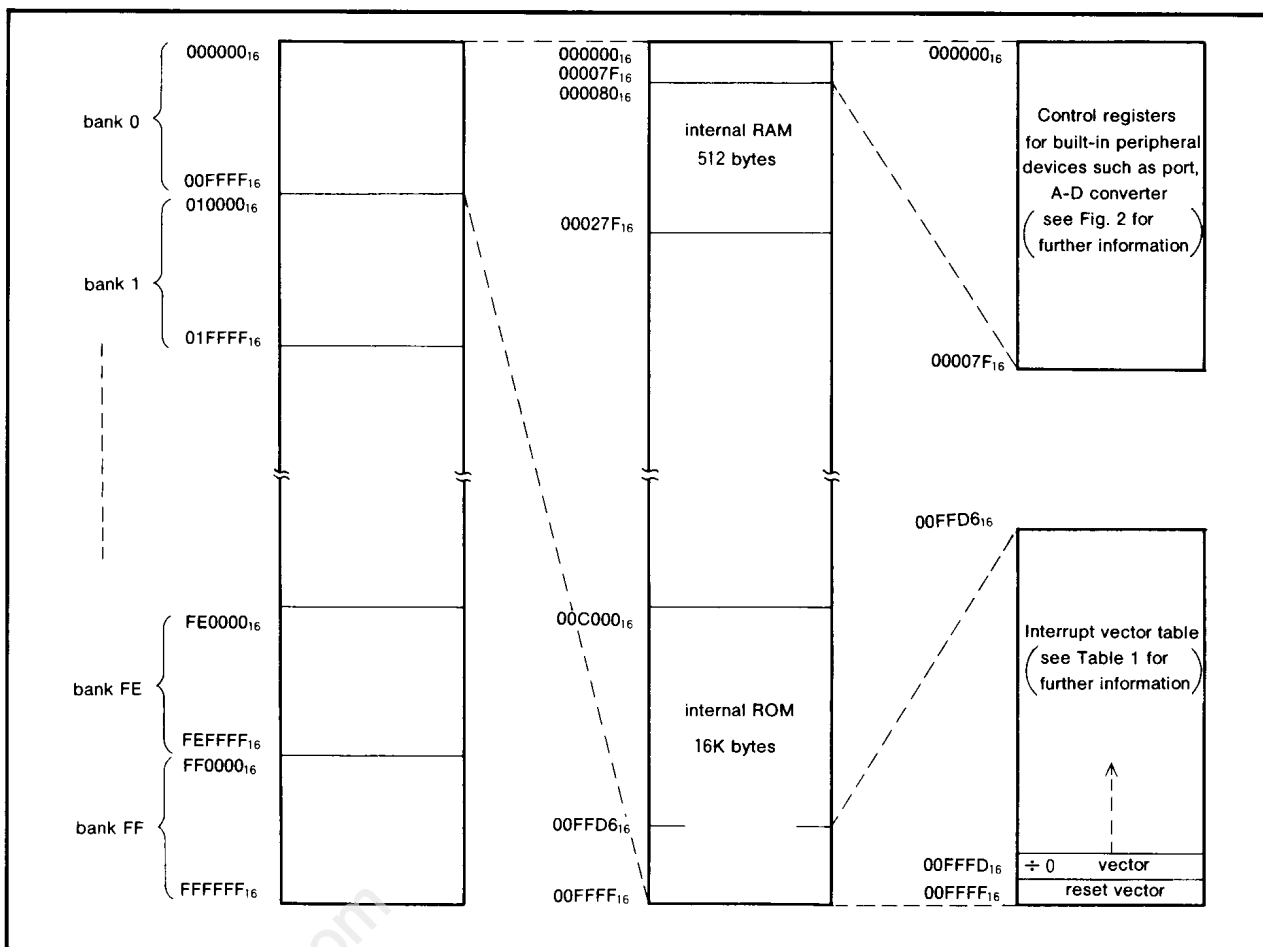 bank 0
bank 1
bank FE
bank FF
000000₁₆
00FFFF₁₆
010000₁₆
01FFFF₁₆
FE0000₁₆
FEFFFF₁₆
FF0000₁₆
FFFFFF₁₆
000000₁₆
00007F₁₆
000080₁₆
internal RAM
512 bytes
00027F₁₆
00C000₁₆
internal ROM
16K bytes
00FFD6₁₆
00FFFF₁₆
000000₁₆
Control registers
for built-in peripheral
devices such as port,
A-D converter
(see Fig. 2 for
further information)
00007F₁₆
00FFD6₁₆
Interrupt vector table
(see Table 1 for
further information)
00FFFD₁₆ ÷ 0 vector
00FFFF₁₆ reset vector